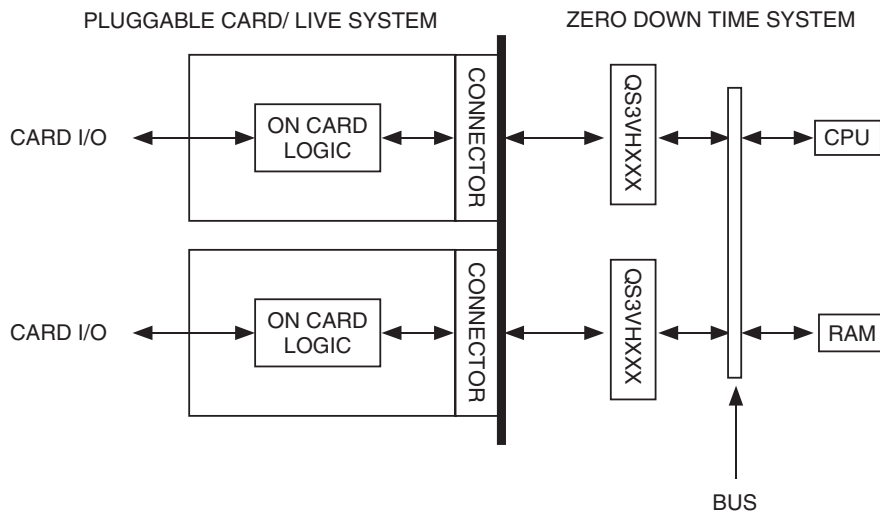 PLUGGABLE CARD/ LIVE SYSTEM
ZERO DOWN TIME SYSTEM
CARD I/O
ON CARD
LOGIC
CONNECTOR
QS3VHXXX
CPU
CARD I/O
ON CARD
LOGIC
CONNECTOR
QS3VHXXX
RAM
BUS